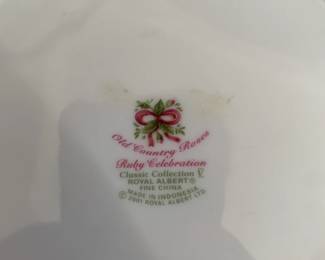 Old Country Roses
Ruby Celebration
Classic Collection
ROYAL ALBERT®
FINE CHINA
MADE IN INDONESIA
© 2001 ROYAL ALBERT LTD.